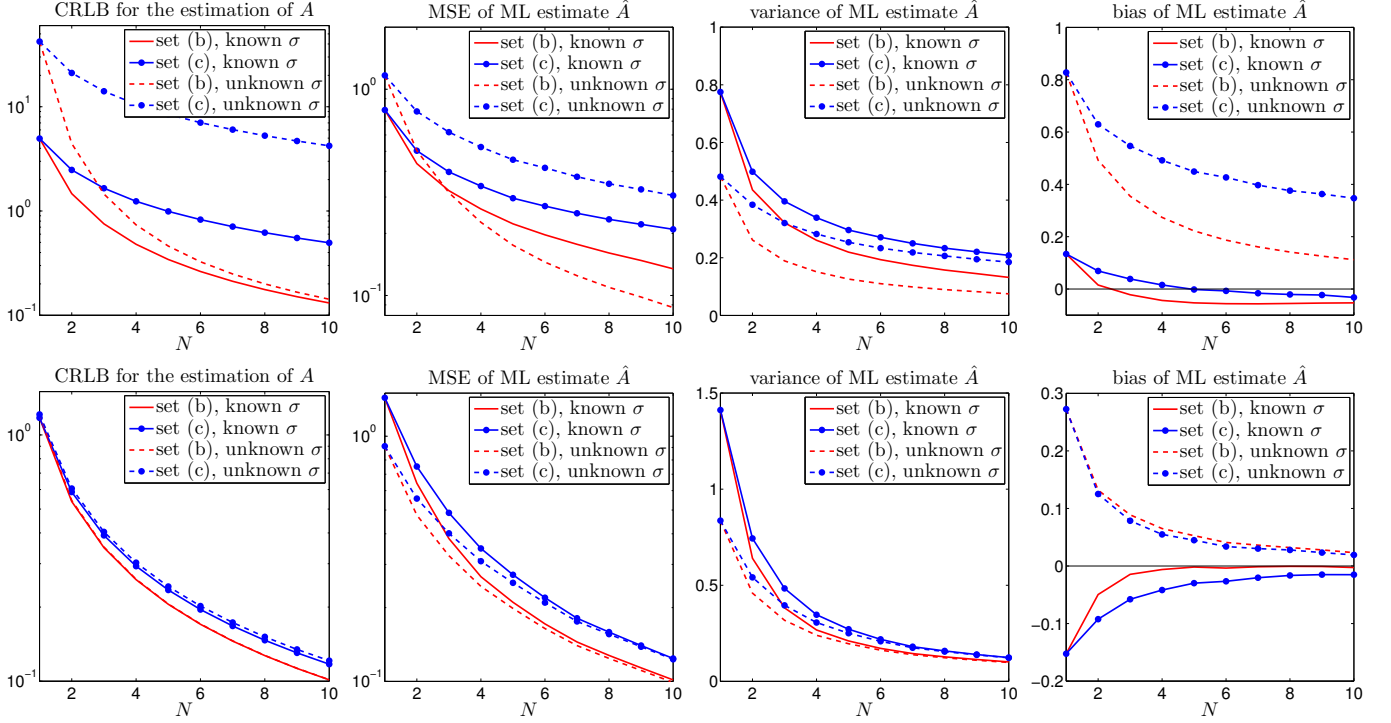 CRLB for the estimation of A
set (b), known σ
set (c), known σ
set (b), unknown σ
set (c), unknown σ
10^1
10^0
10^−1
2 4 6 8 10
N
MSE of ML estimate Â
set (b), known σ
set (c), known σ
set (b), unknown σ
set (c), unknown σ
10^0
10^−1
2 4 6 8 10
N
variance of ML estimate Â
set (b), known σ
set (c), known σ
set (b), unknown σ
set (c), unknown σ
1
0.8
0.6
0.4
0.2
0
2 4 6 8 10
N
bias of ML estimate Â
set (b), known σ
set (c), known σ
set (b), unknown σ
set (c), unknown σ
1
0.8
0.6
0.4
0.2
0
2 4 6 8 10
N
CRLB for the estimation of A
set (b), known σ
set (c), known σ
set (b), unknown σ
set (c), unknown σ
10^0
10^−1
2 4 6 8 10
N
MSE of ML estimate Â
set (b), known σ
set (c), known σ
set (b), unknown σ
set (c), unknown σ
10^0
10^−1
2 4 6 8 10
N
variance of ML estimate Â
set (b), known σ
set (c), known σ
set (b), unknown σ
set (c), unknown σ
1.5
1
0.5
0
2 4 6 8 10
N
bias of ML estimate Â
set (b), known σ
set (c), known σ
set (b), unknown σ
set (c), unknown σ
0.3
0.2
0.1
0
−0.1
−0.2
2 4 6 8 10
N